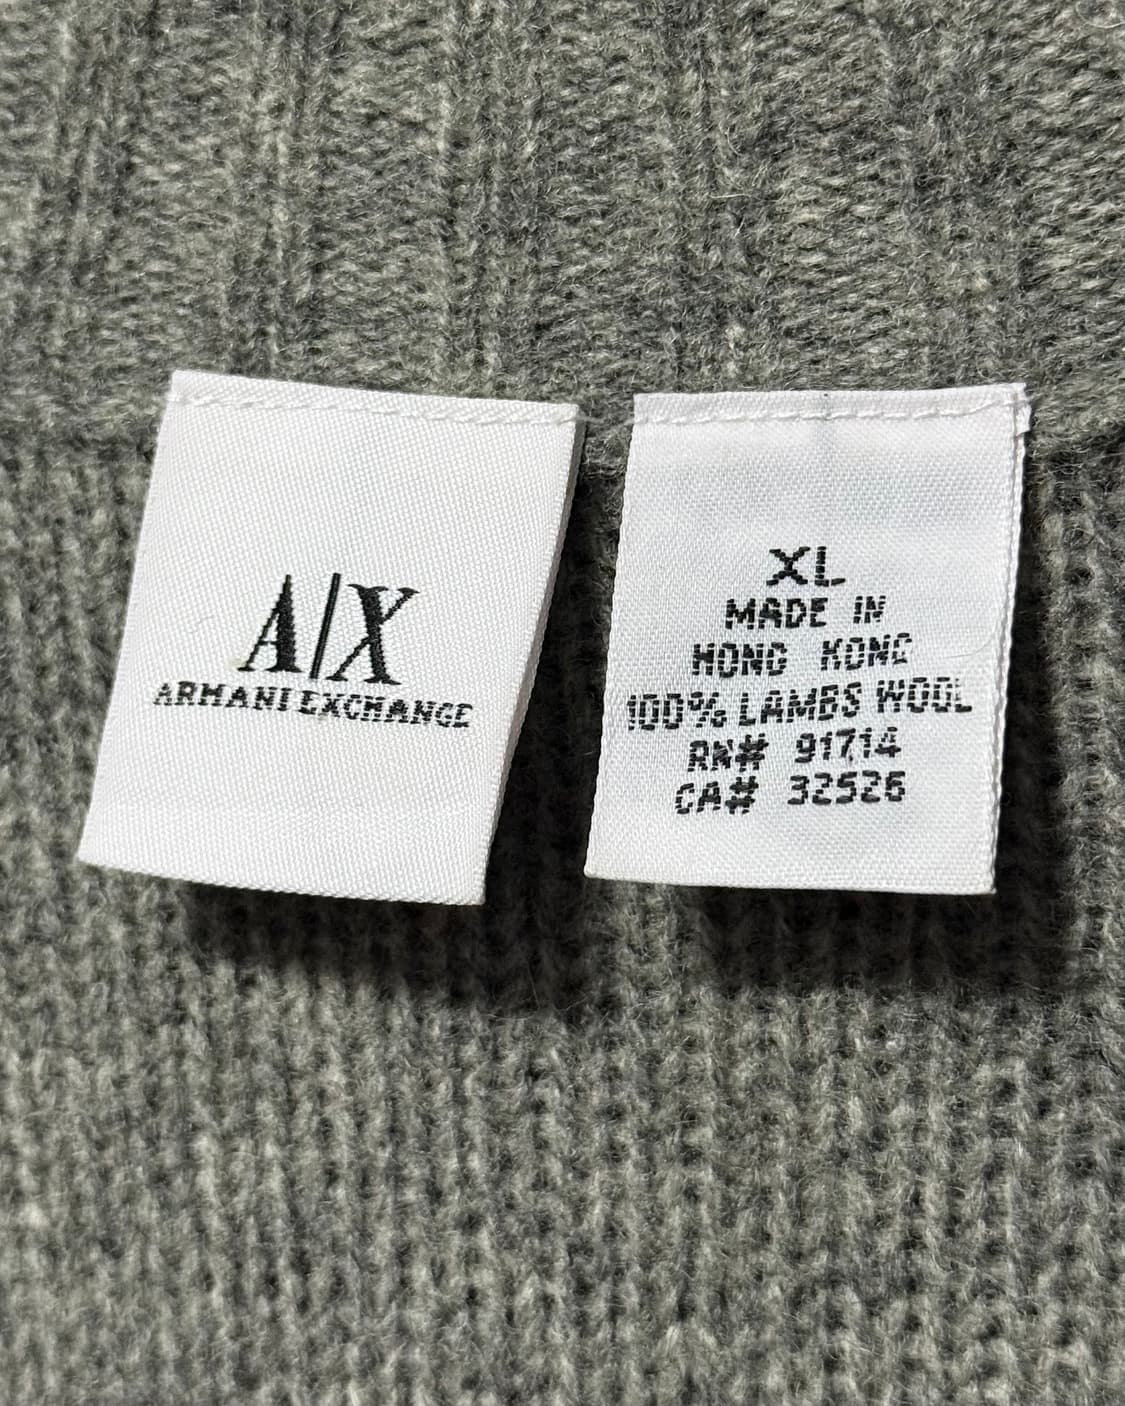 A|X
ARMANI EXCHANGE
XL
MADE IN
HONG KONG
100% LAMBS WOOL
RN# 91714
CA# 32526